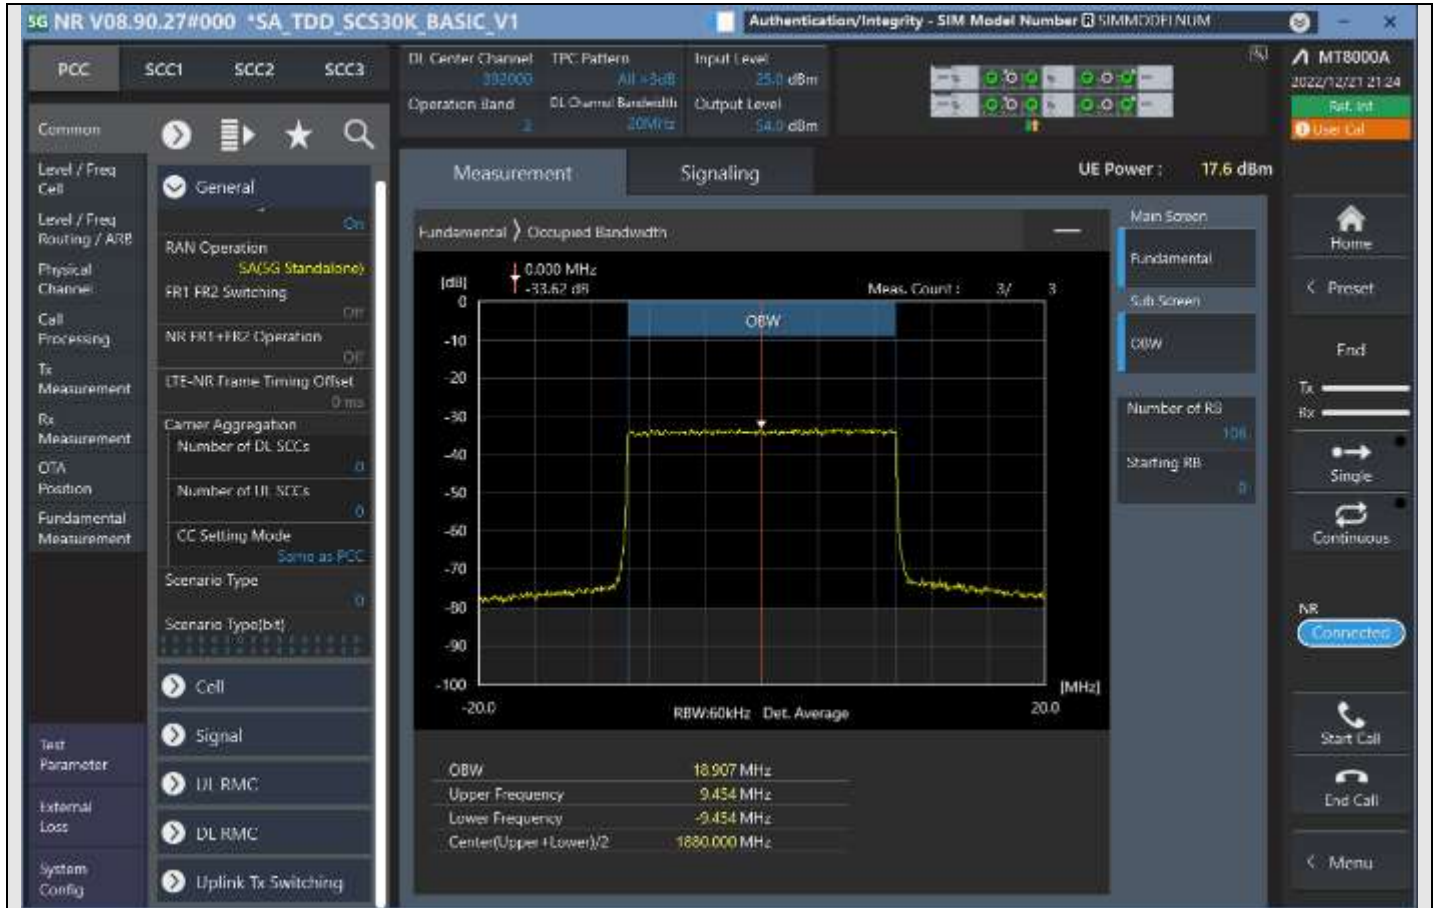 5G NR V08.90.27#000 *SA_TDD_SCS30K_BASIC_V1
Authentication/Integrity - SIM Model Number R SIMMODELNUM
PCC SCC1 SCC2 SCC3
DL Center Channel
392000
TPC Pattern
All +3dB
Input Level
25.0 dBm
Operation Band
2
DL Channel Bandwidth
20MHz
Output Level
54.0 dBm
MT8000A
2022/12/21 21:24
Ref. Int
User Cal
Common
Level / Freq
Cell
Level / Freq
Routing / ARB
Physical
Channel
Call
Processing
Tx
Measurement
Rx
Measurement
OTA
Position
Fundamental
Measurement
Test
Parameter
External
Loss
System
Config
General
On
RAN Operation
SA(5G Standalone)
FR1 FR2 Switching
Off
NR FR1+FR2 Operation
Off
LTE-NR Frame Timing Offset
0 ms
Carrier Aggregation
Number of DL SCCs
0
Number of UL SCCs
0
CC Setting Mode
Same as PCC
Scenario Type
0
Scenario Type(bit)
Cell
Signal
UL RMC
DL RMC
Uplink Tx Switching
Measurement Signaling
UE Power : 17.6 dBm
Fundamental Occupied Bandwidth
[dB]
0.000 MHz
-33.62 dB
Meas. Count : 3/ 3
OBW
0
-10
-20
-30
-40
-50
-60
-70
-80
-90
-100
-20.0
20.0
[MHz]
RBW:60kHz Det. Average
OBW 18.907 MHz
Upper Frequency 9.454 MHz
Lower Frequency -9.454 MHz
Center(Upper+Lower)/2 1880.000 MHz
Main Screen
Fundamental
Sub Screen
OBW
Number of RB
106
Starting RB
0
Home
Preset
End
Tx
Rx
Single
Continuous
NR
Connected
Start Call
End Call
Menu